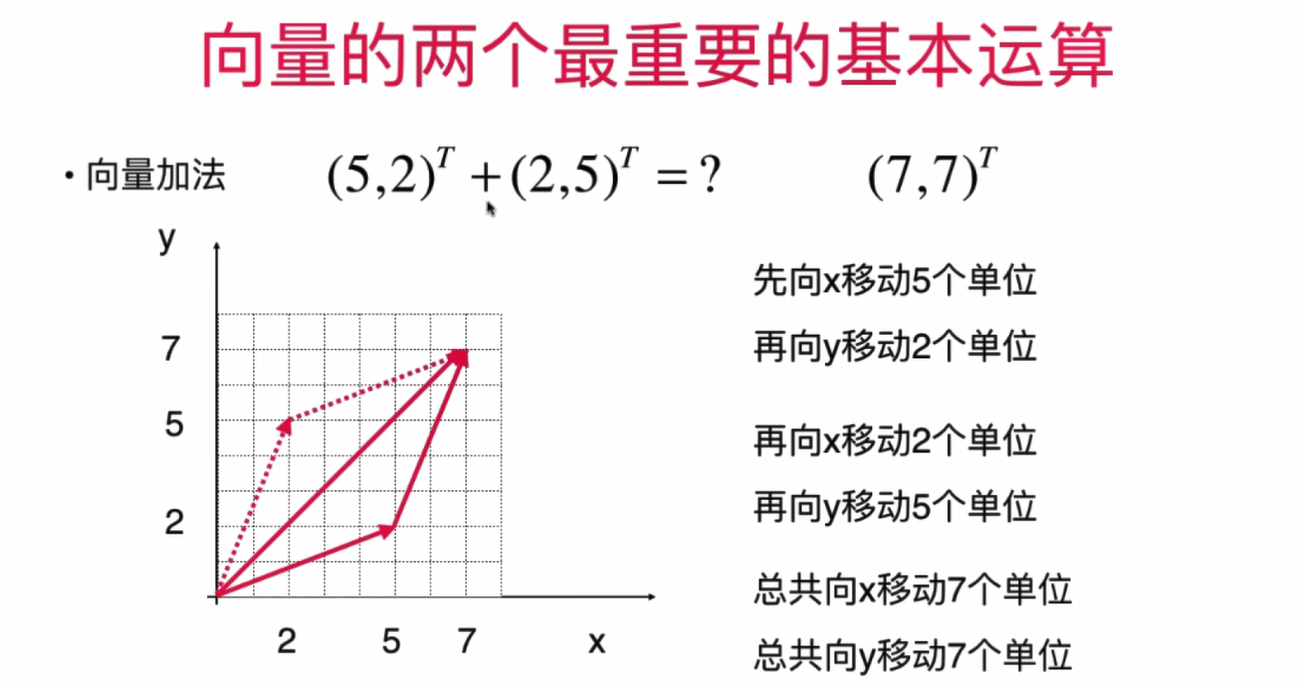 向量的两个最重要的基本运算
• 向量加法 (5,2)^T + (2,5)^T = ? (7,7)^T
y
7
5
2
2 5 7 x
先向x移动5个单位
再向y移动2个单位
再向x移动2个单位
再向y移动5个单位
总共向x移动7个单位
总共向y移动7个单位